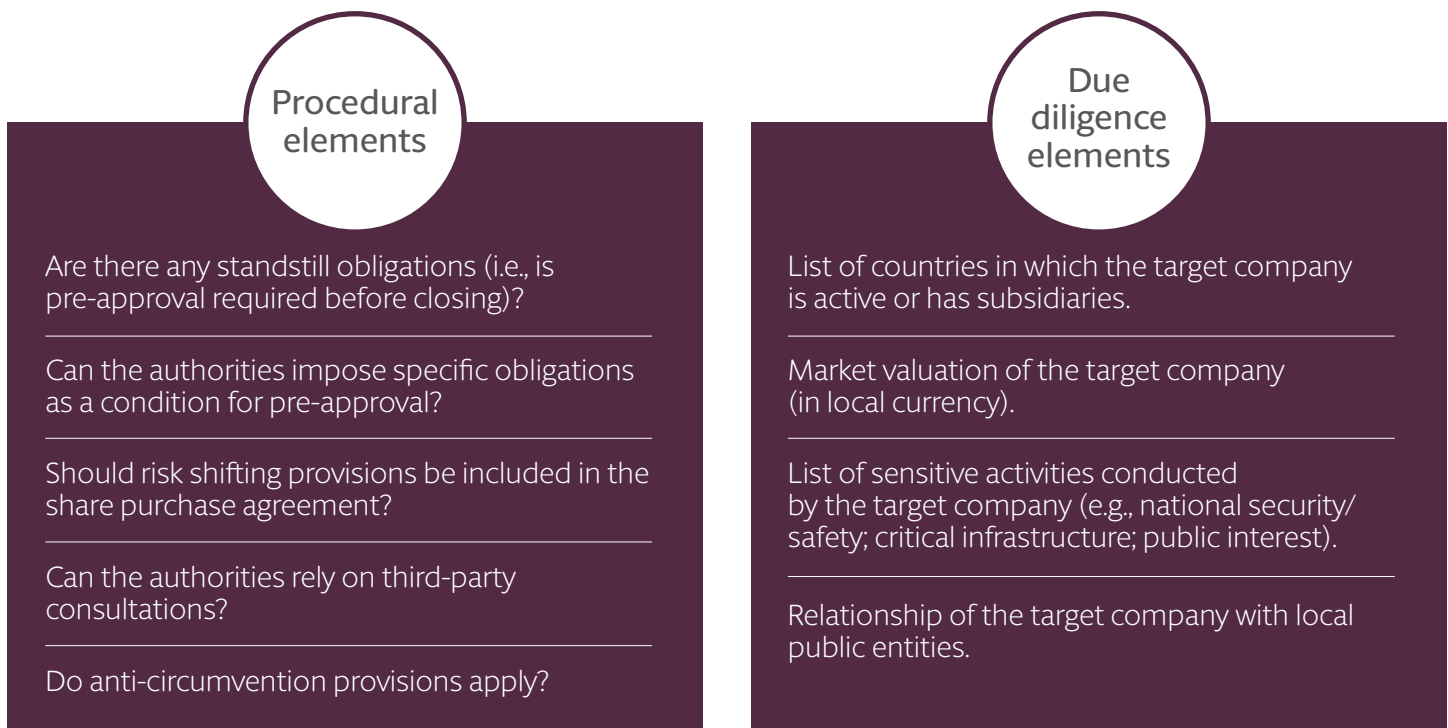 Procedural
elements
Are there any standstill obligations (i.e., is
pre-approval required before closing)?
Can the authorities impose specific obligations
as a condition for pre-approval?
Should risk shifting provisions be included in the
share purchase agreement?
Can the authorities rely on third-party
consultations?
Do anti-circumvention provisions apply?
Due
diligence
elements
List of countries in which the target company
is active or has subsidiaries.
Market valuation of the target company
(in local currency).
List of sensitive activities conducted
by the target company (e.g., national security/
safety; critical infrastructure; public interest).
Relationship of the target company with local
public entities.